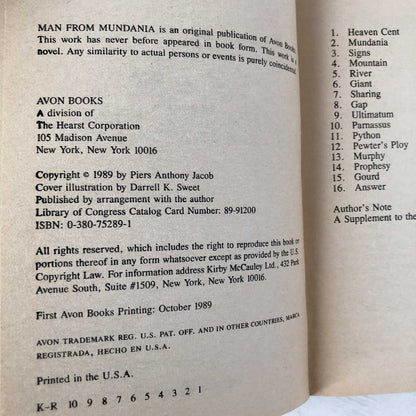 MAN FROM MUNDANIA is an original publication of Avon Books.
This work has never before appeared in book form. This work is a
novel. Any similarity to actual persons or events is purely coincidental.
AVON BOOKS
A division of
The Hearst Corporation
105 Madison Avenue
New York, New York 10016
Copyright © 1989 by Piers Anthony Jacob
Cover illustration by Darrell K. Sweet
Published by arrangement with the author
Library of Congress Catalog Card Number: 89-91200
ISBN: 0-380-75289-1
All rights reserved, which includes the right to reproduce this book or
portions thereof in any form whatsoever except as provided by the U.S.
Copyright Law. For information address Kirby McCauley Ltd., 432 Park
Avenue South, Suite #1509, New York, New York 10016.
First Avon Books Printing: October 1989
AVON TRADEMARK REG. U.S. PAT. OFF. AND IN OTHER COUNTRIES, MARCA
REGISTRADA, HECHO EN U.S.A.
Printed in the U.S.A.
K-R 10 9 8 7 6 5 4 3 2 1
1. Heaven Cent
2. Mundania
3. Signs
4. Mountain
5. River
6. Giant
7. Sharing
8. Gap
9. Ultimatum
10. Parnassus
11. Python
12. Pewter's Ploy
13. Murphy
14. Prophesy
15. Gourd
16. Answer
Author's Note
A Supplement to the